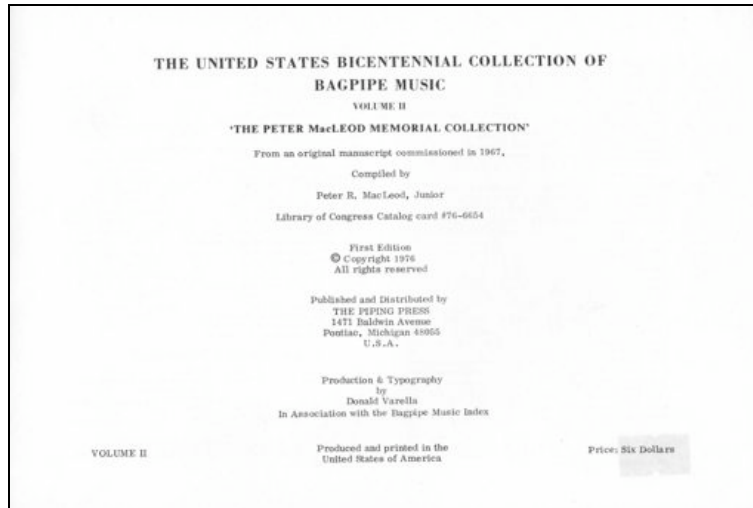 THE UNITED STATES BICENTENNIAL COLLECTION OF
BAGPIPE MUSIC
VOLUME II
'THE PETER MacLEOD MEMORIAL COLLECTION'
From an original manuscript commissioned in 1967,
Compiled by
Peter R. MacLeod, Junior
Library of Congress Catalog card #76-6654
First Edition
© Copyright 1976
All rights reserved
Published and Distributed by
THE PIPING PRESS
1471 Baldwin Avenue
Pontiac, Michigan 48055
U.S.A.
Production & Typography
by
Donald Varella
In Association with the Bagpipe Music Index
VOLUME II
Produced and printed in the
United States of America
Price: Six Dollars